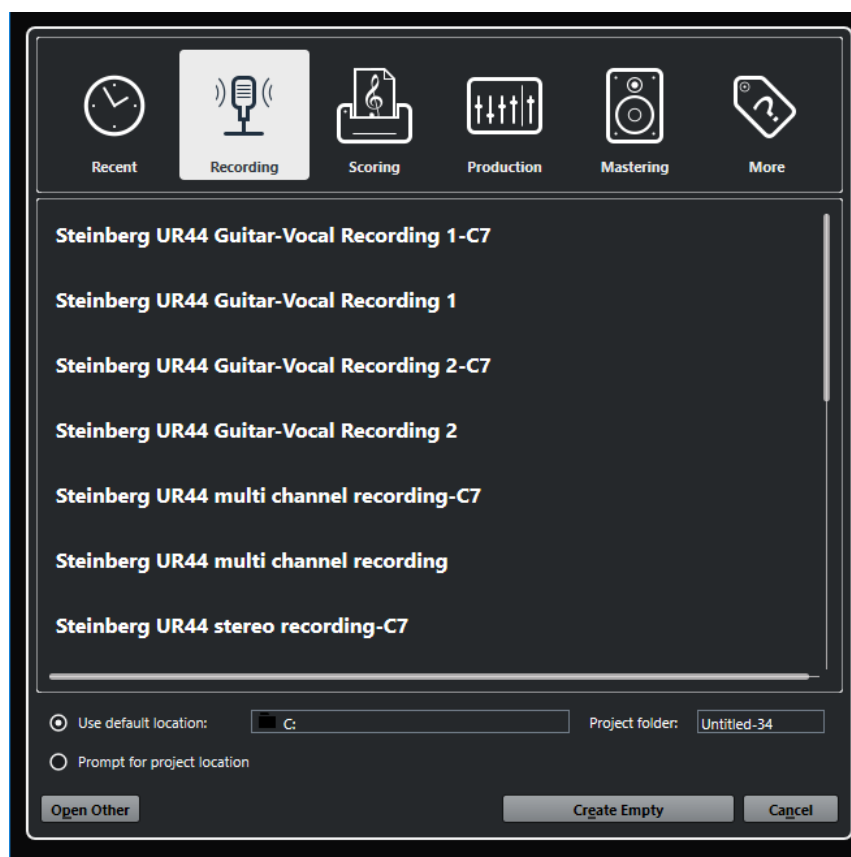 Recent Recording Scoring Production Mastering More
Steinberg UR44 Guitar-Vocal Recording 1-C7
Steinberg UR44 Guitar-Vocal Recording 1
Steinberg UR44 Guitar-Vocal Recording 2-C7
Steinberg UR44 Guitar-Vocal Recording 2
Steinberg UR44 multi channel recording-C7
Steinberg UR44 multi channel recording
Steinberg UR44 stereo recording-C7
Use default location: C: Project folder: Untitled-34
Prompt for project location
Open Other Create Empty Cancel